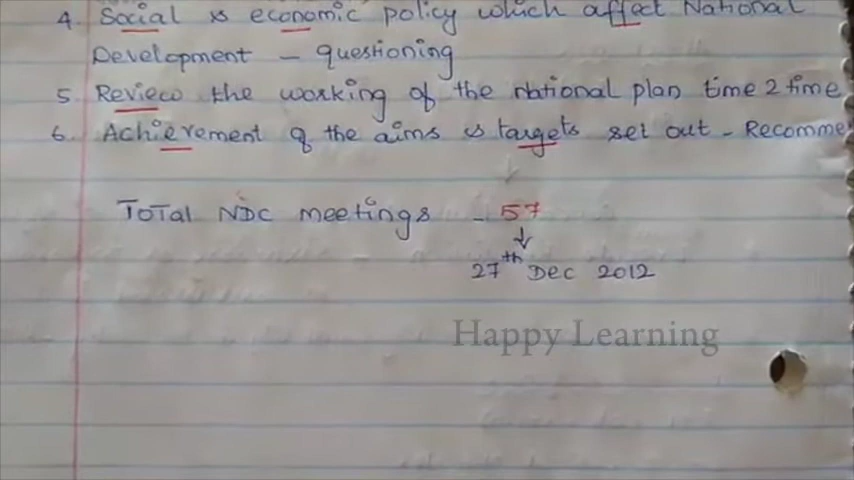 4. Social & economic policy which affect National
Development - Questioning
5. Review the working of the national plan time 2 time
6. Achievement of the aims & targets set out - Recomme
Total NDC meetings - 57
↓
27th Dec 2012
Happy Learning